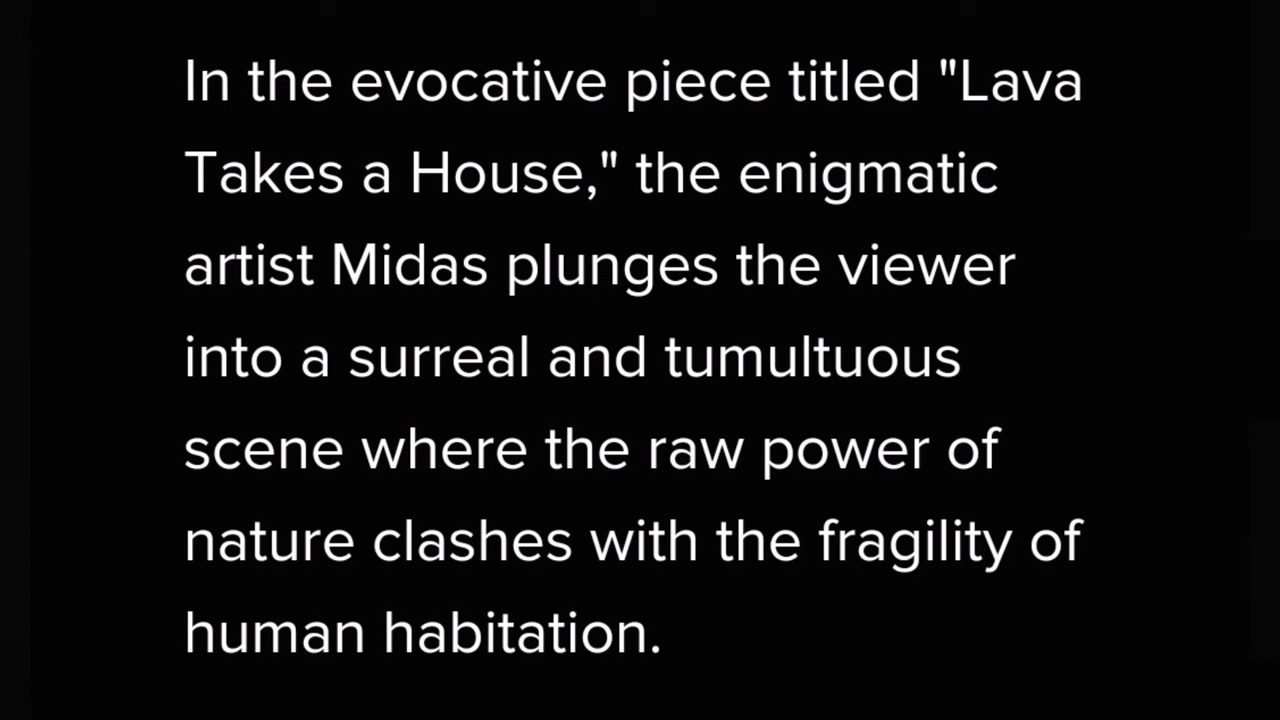 In the evocative piece titled "Lava
Takes a House," the enigmatic
artist Midas plunges the viewer
into a surreal and tumultuous
scene where the raw power of
nature clashes with the fragility of
human habitation.